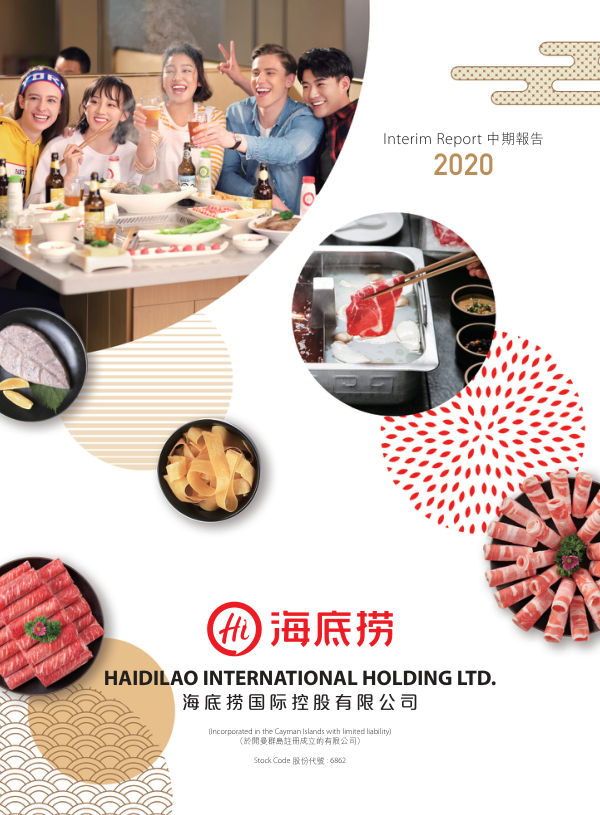 Interim Report 中期報告
2020
Hi 海底捞
HAIDILAO INTERNATIONAL HOLDING LTD.
海底捞国际控股有限公司
(Incorporated in the Cayman Islands with limited liability)
（於開曼群島註冊成立的有限公司）
Stock Code 股份代號 : 6862